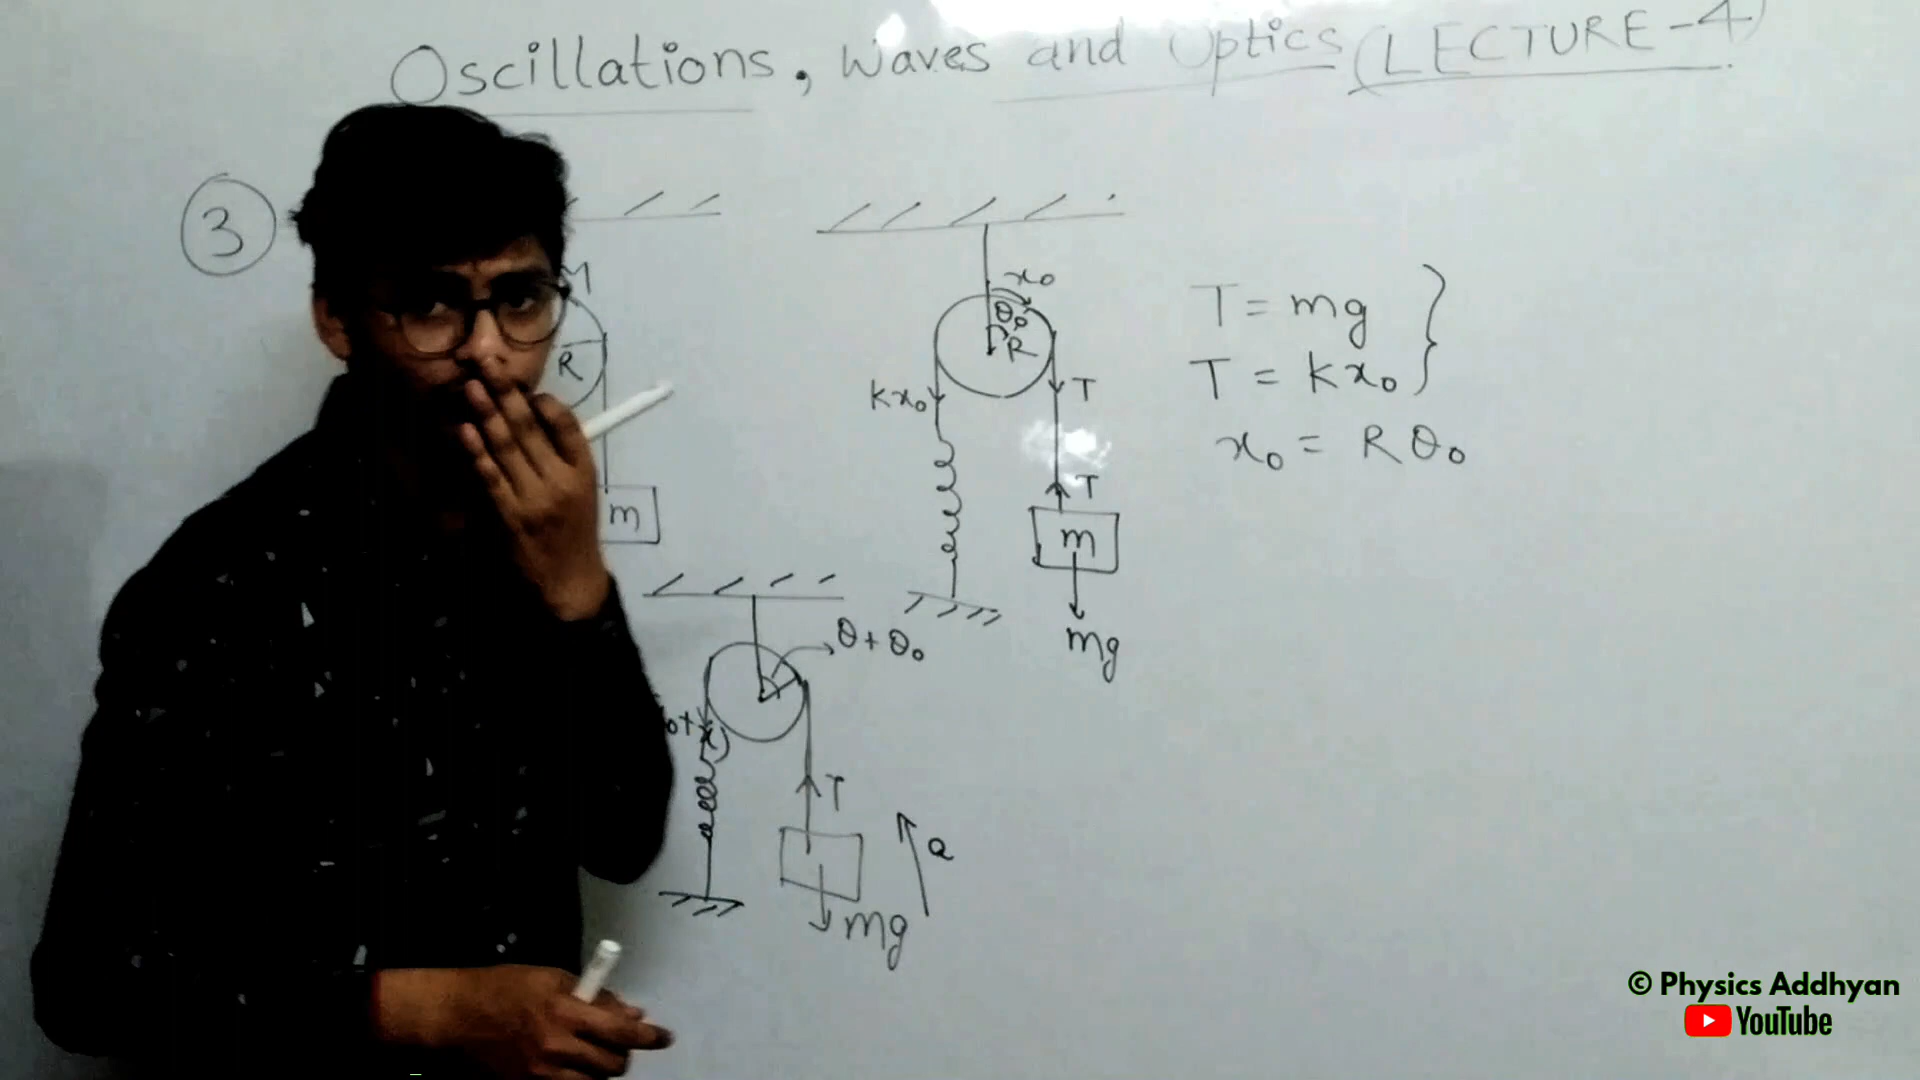 Oscillations, Waves and Optics (LECTURE-4)
3
M
R
m
x₀
θ₀
R
kx₀
T
T
m
mg
T = mg
T = kx₀
x₀ = Rθ₀
θ + θ₀
x
T
a
mg
© Physics Addhyan
YouTube